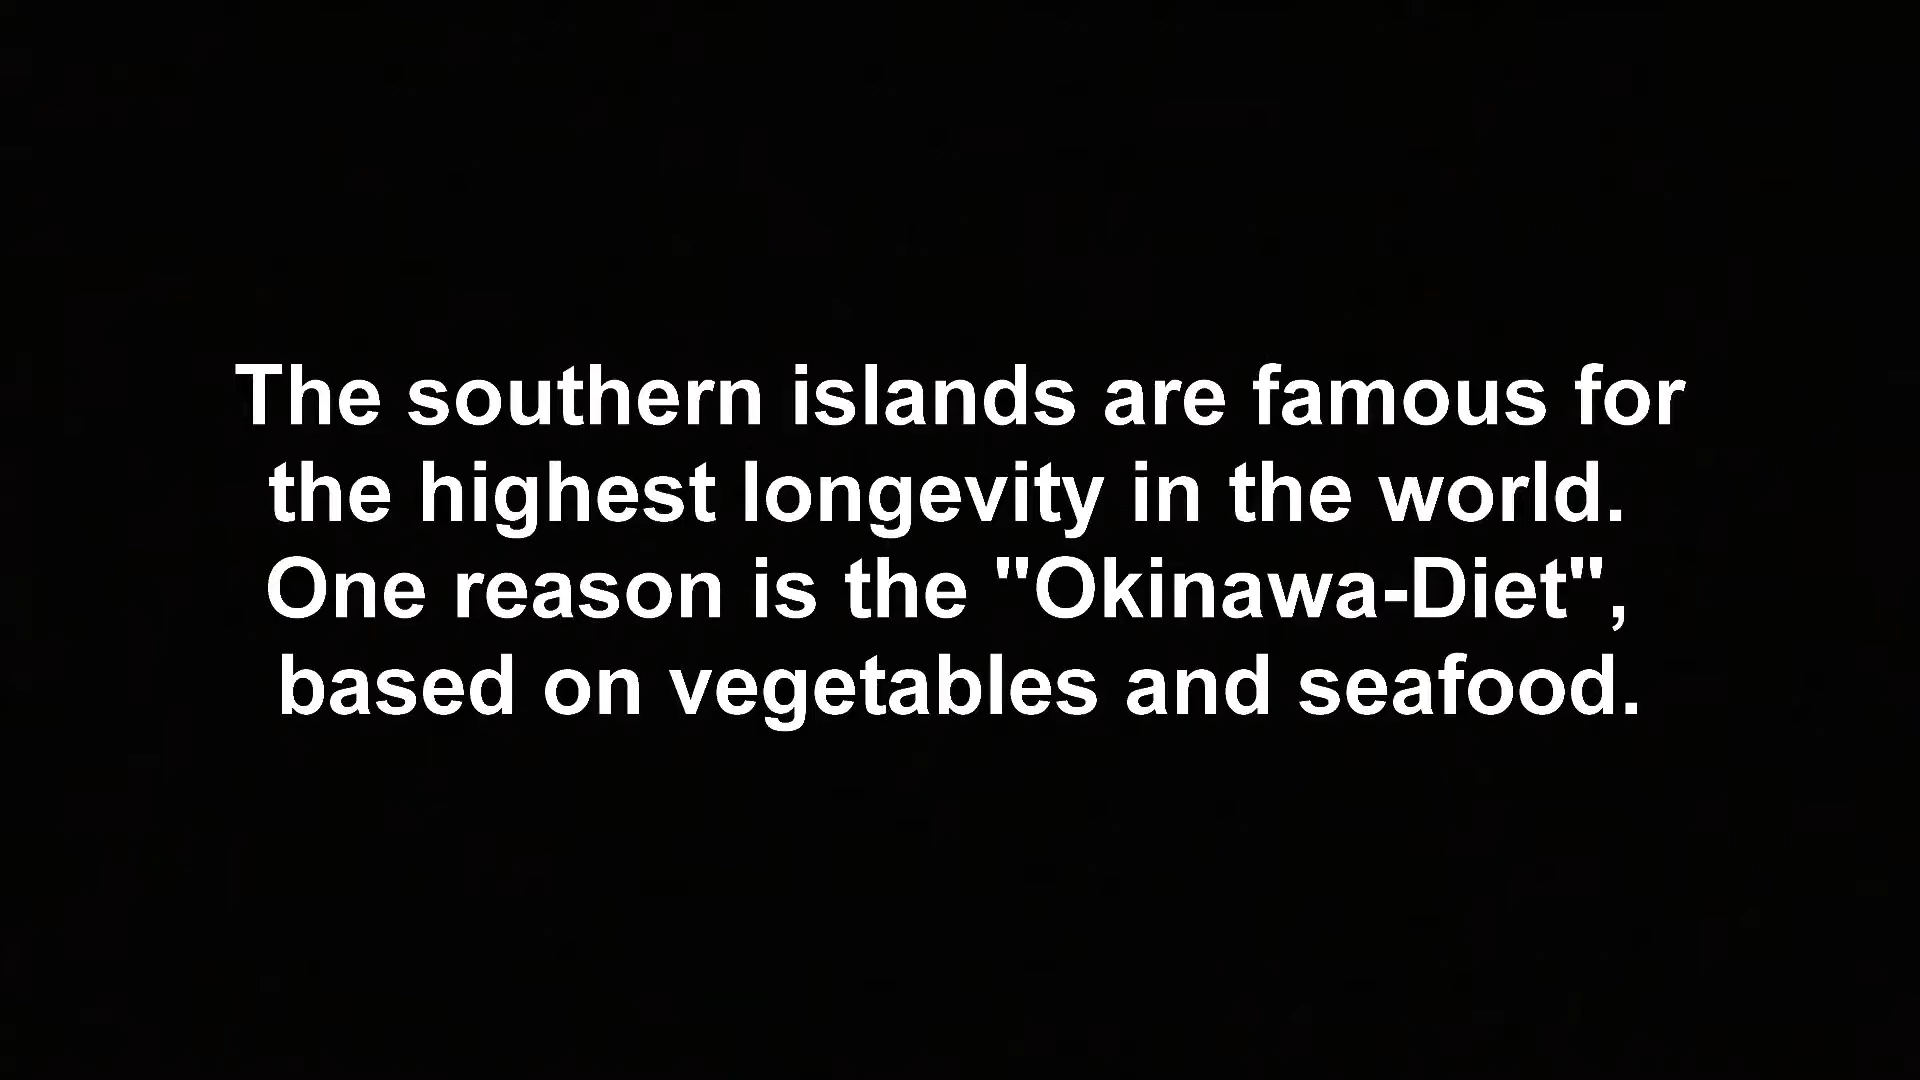 The southern islands are famous for
the highest longevity in the world.
One reason is the "Okinawa-Diet",
based on vegetables and seafood.